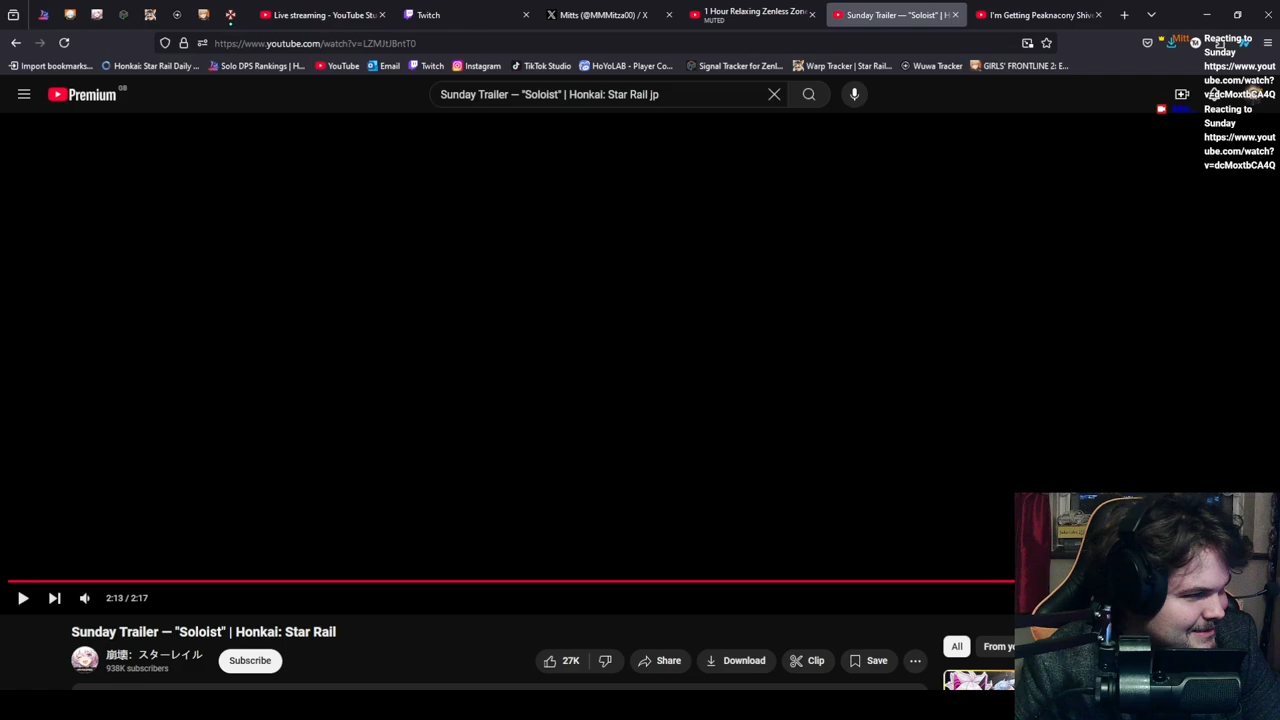 Live streaming - YouTube Stu
Twitch
Mitts (@MMMitza00) / X
1 Hour Relaxing Zenless Zon
MUTED
Sunday Trailer — "Soloist" | H
I'm Getting Peaknacony Shiv
https://www.youtube.com/watch?v=LZMJtJBntT0
Import bookmarks...
Honkai: Star Rail Daily ...
Solo DPS Rankings | H...
YouTube
Email
Twitch
Instagram
TikTok Studio
HoYoLAB - Player Co...
Signal Tracker for Zenl...
Warp Tracker | Star Rail...
Wuwa Tracker
GIRLS' FRONTLINE 2: E...
Premium
GB
Sunday Trailer — "Soloist" | Honkai: Star Rail jp
Mitt
Reacting to
Sunday
https://www.yout
ube.com/watch?
v=dcMoxtbCA4Q
Reacting to
Sunday
https://www.yout
ube.com/watch?
v=dcMoxtbCA4Q
2:13 / 2:17
Sunday Trailer — "Soloist" | Honkai: Star Rail
崩壊：スターレイル
938K subscribers
Subscribe
27K
Share
Download
Clip
Save
All
From yo